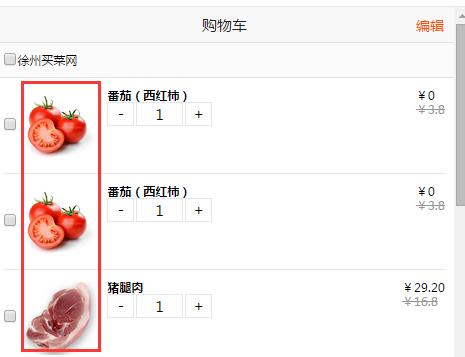 购物车
编辑
徐州买菜网
番茄（西红柿）
- 1 +
￥0
￥3.8
番茄（西红柿）
- 1 +
￥0
￥3.8
猪腿肉
- 1 +
￥29.20
￥16.8